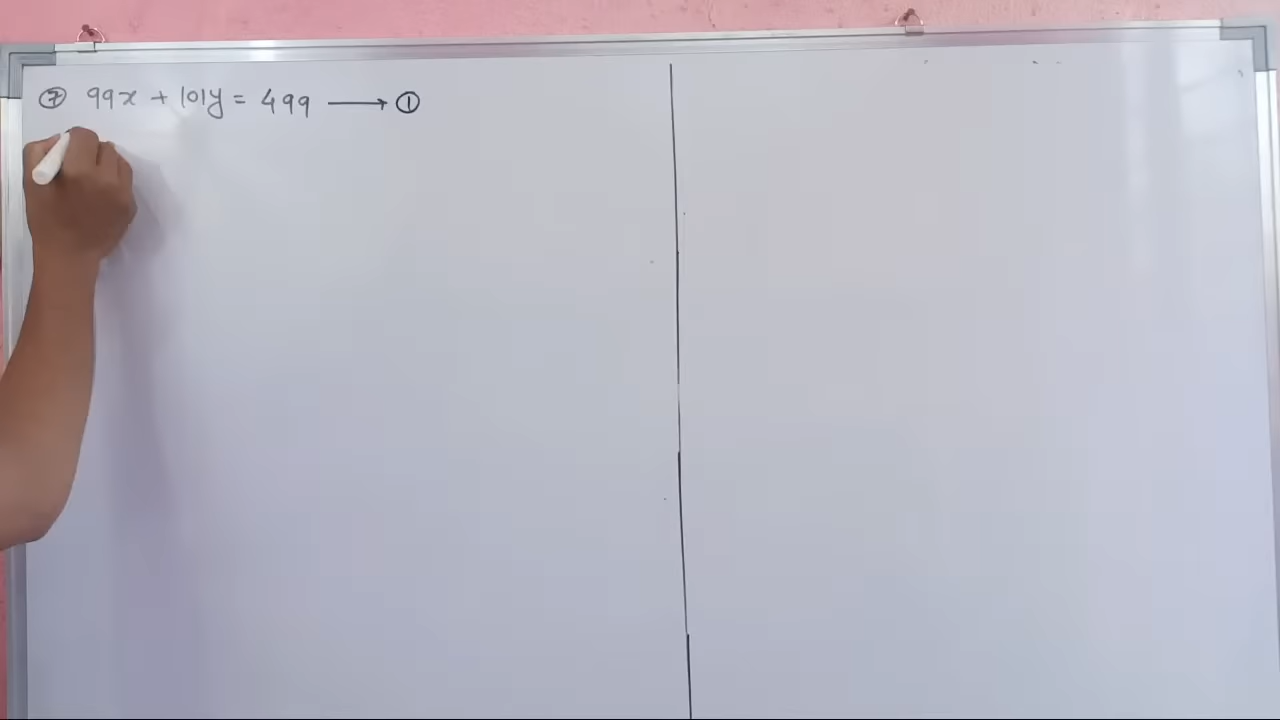 ⑦ 99x + 101y = 499 ⟶ ①